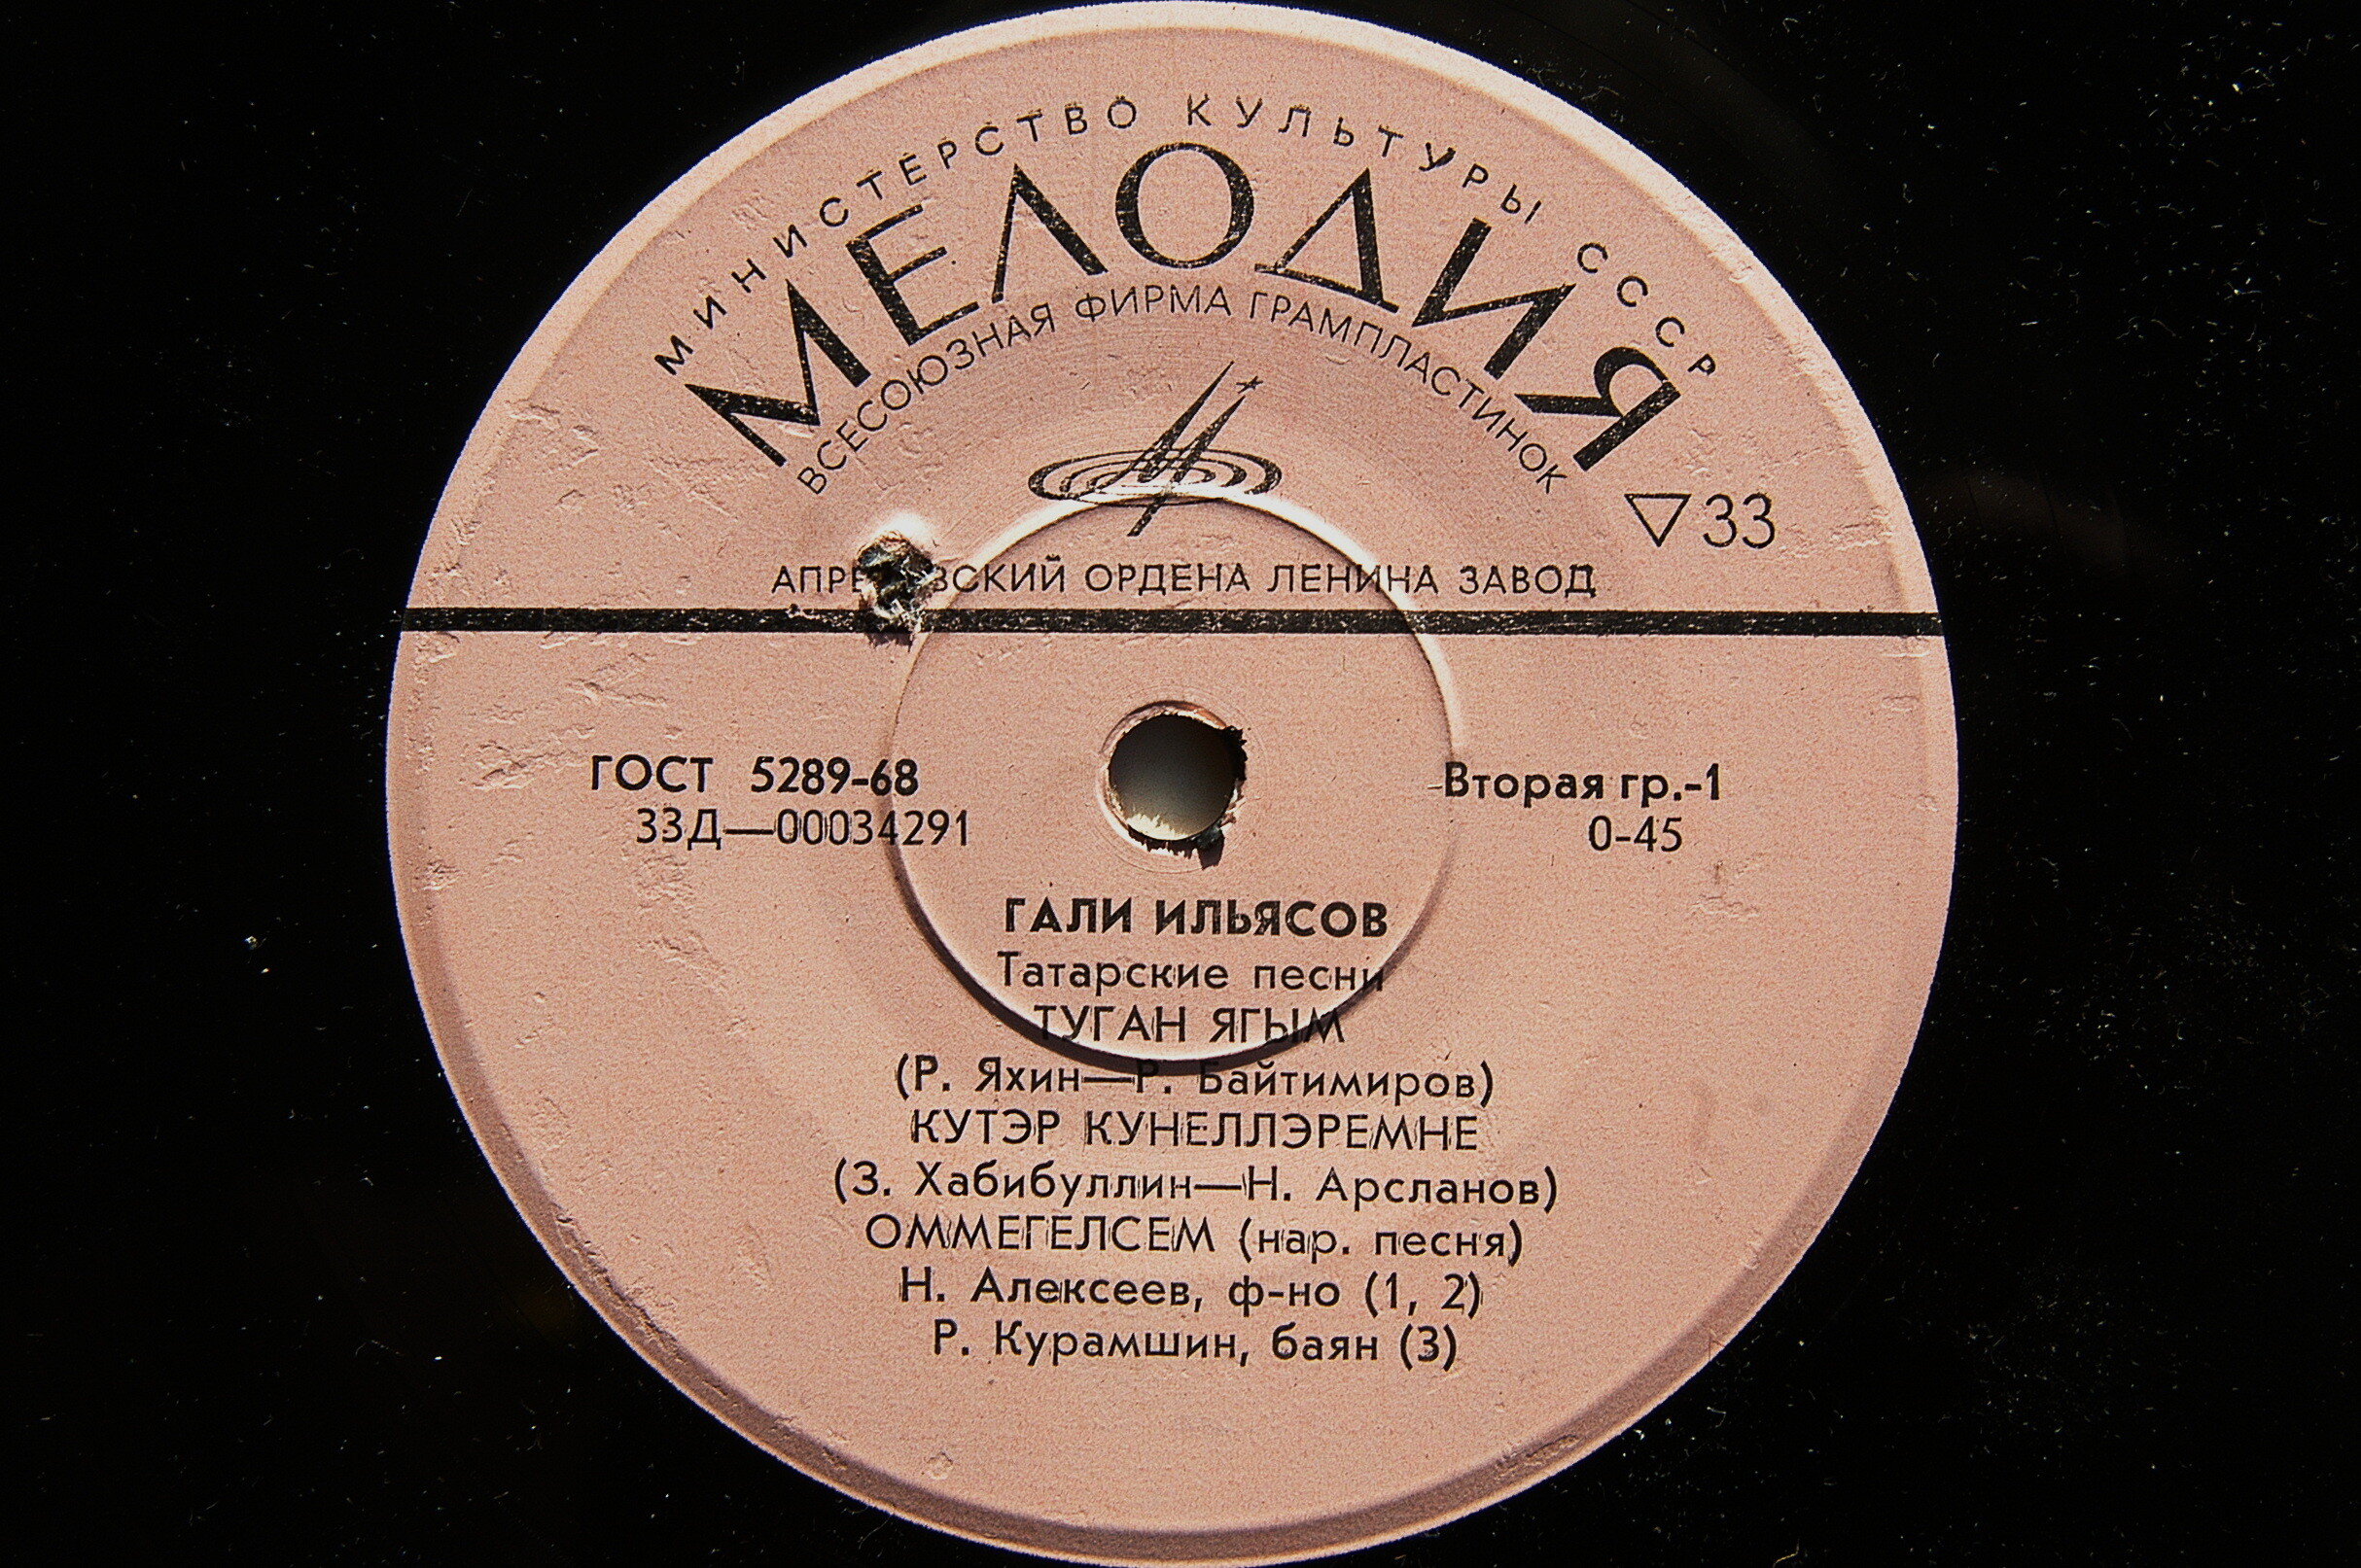 МИНИСТЕРСТВО КУЛЬТУРЫ СССР
МЕЛОДИЯ
ВСЕСОЮЗНАЯ ФИРМА ГРАМПЛАСТИНОК
33
ОРДЕНА ЛЕНИНА ЗАВОД
ГОСТ 5289-68
33Д—00034291
Вторая гр.-1
0-45
ГАЛИ ИЛЬЯСОВ
Татарские песни
ТУГАН ЯГЫМ
(Р. Яхин—Р. Байтимиров)
КУТЭР КУНЕЛЛЭРЕМНЕ
(З. Хабибуллин—Н. Арсланов)
ОММЕГЕЛСЕМ (нар. песня)
Н. Алексеев, ф-но (1, 2)
Р. Курамшин, баян (3)